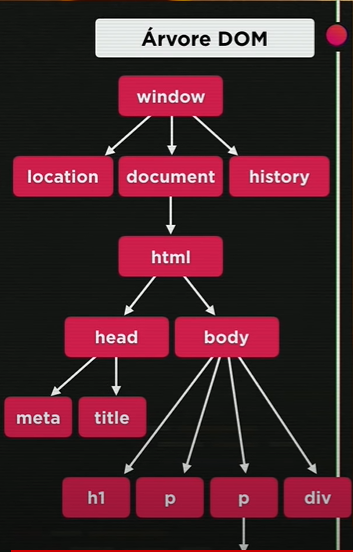 Árvore DOM
window
location document history
html
head body
meta title
h1 p p div